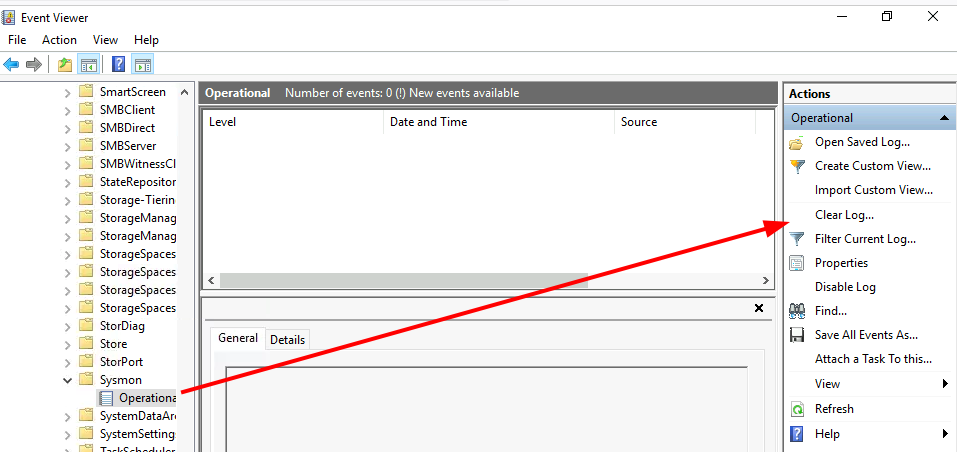 Event Viewer
File Action View Help
SmartScreen
SMBClient
SMBDirect
SMBServer
SMBWitnessCl
StateRepositor
Storage-Tierin
StorageManag
StorageManag
StorageSpaces
StorageSpaces
StorageSpaces
StorageSpaces
StorDiag
Store
StorPort
Sysmon
Operationa
SystemDataAr
SystemSettings
TaskScheduler
Operational Number of events: 0 (!) New events available
Level Date and Time Source
General Details
Actions
Operational
Open Saved Log...
Create Custom View...
Import Custom View...
Clear Log...
Filter Current Log...
Properties
Disable Log
Find...
Save All Events As...
Attach a Task To this...
View
Refresh
Help